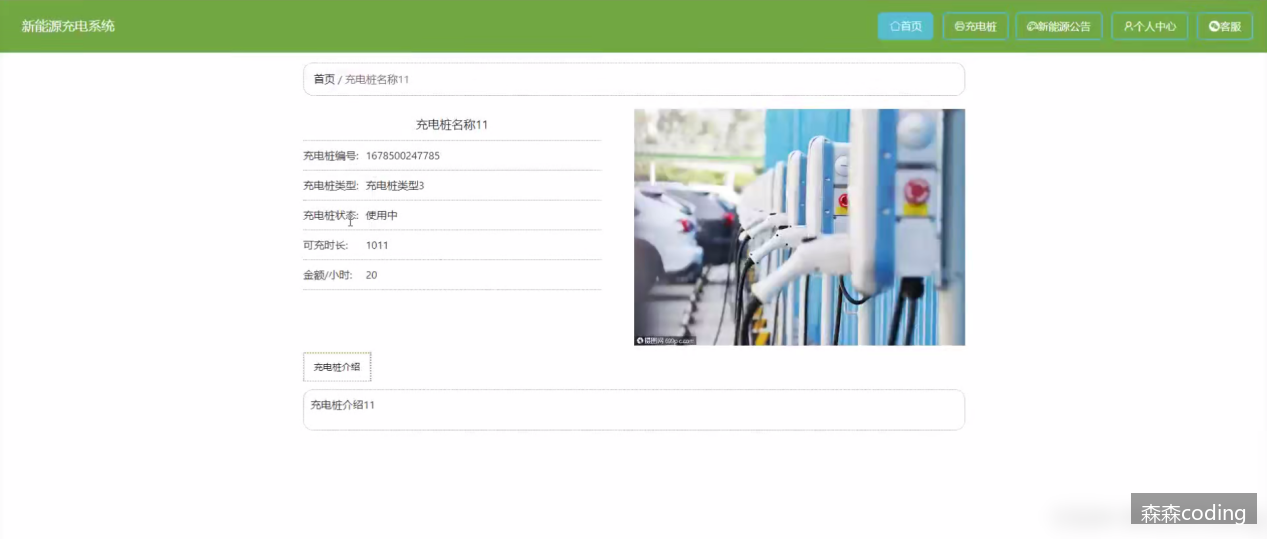 新能源充电系统
首页
充电桩
新能源公告
个人中心
客服
首页 / 充电桩名称11
充电桩名称11
充电桩编号: 1678500247785
充电桩类型: 充电桩类型3
充电桩状态: 使用中
可充时长: 1011
金额/小时: 20
摄图网 699pic.com
充电桩介绍
充电桩介绍11
森森coding